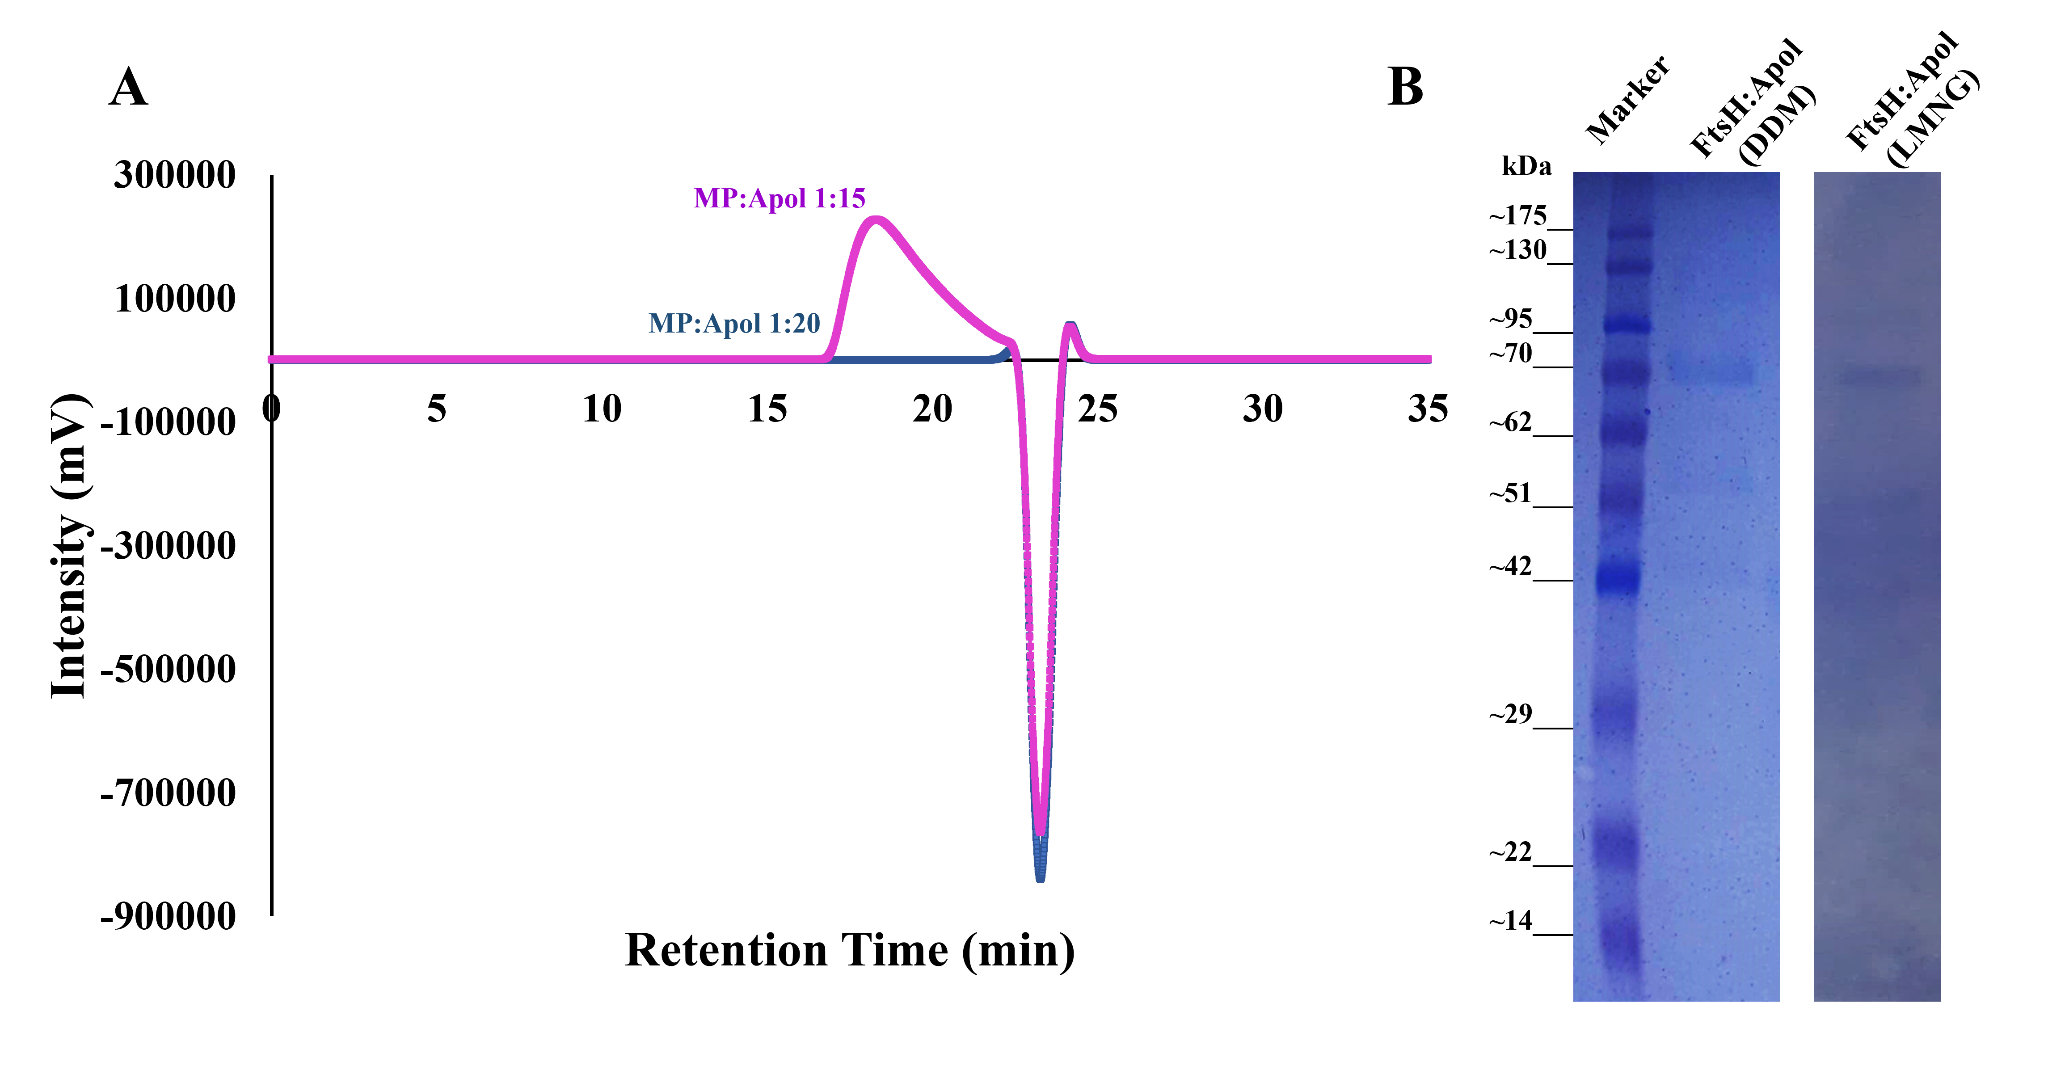 A
300000
100000
-100000
-300000
-500000
-700000
-900000
Intensity (mV)
MP:Apol 1:15
MP:Apol 1:20
0 5 10 15 20 25 30 35
Retention Time (min)
B
Marker
FtsH:Apol
(DDM)
FtsH:Apol
(LMNG)
kDa
~175
~130
~95
~70
~62
~51
~42
~29
~22
~14